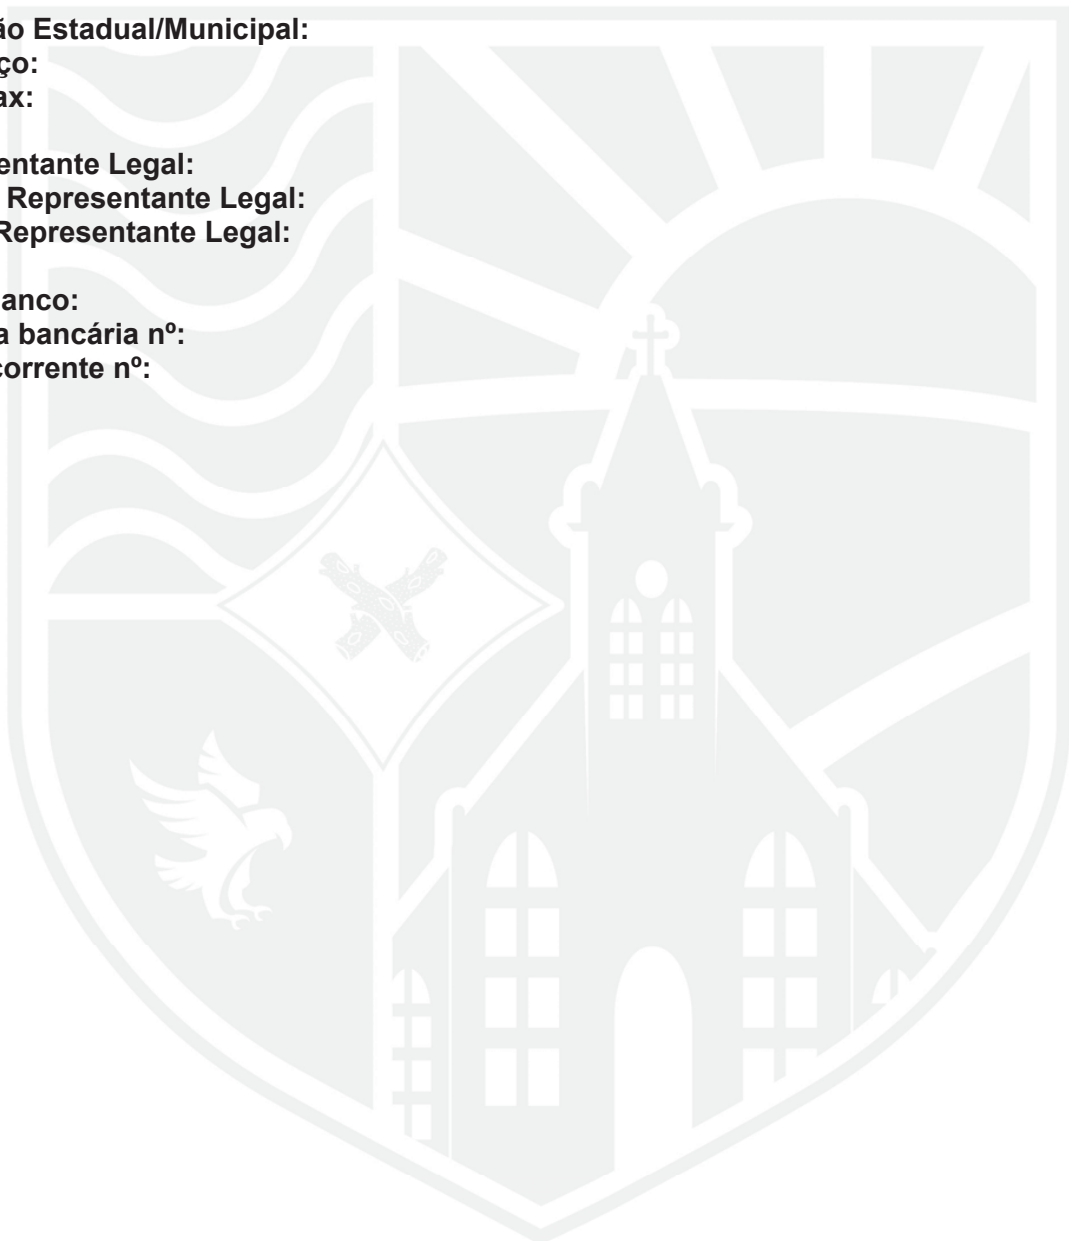 ão Estadual/Municipal:
ço:
ax:
entante Legal:
Representante Legal:
Representante Legal:
anco:
a bancária nº:
corrente nº: